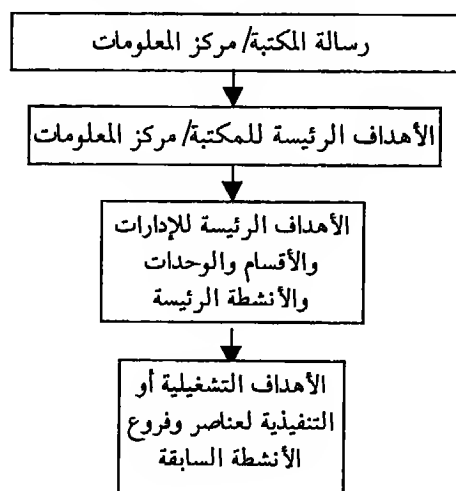 رسالة المكتبة/ مركز المعلومات
الأهداف الرئيسة للمكتبة/ مركز المعلومات
الأهداف الرئيسة للإدارات
والأقسام والوحدات
والأنشطة الرئيسة
الأهداف التشغيلية أو
التنفيذية لعناصر وفروع
الأنشطة السابقة